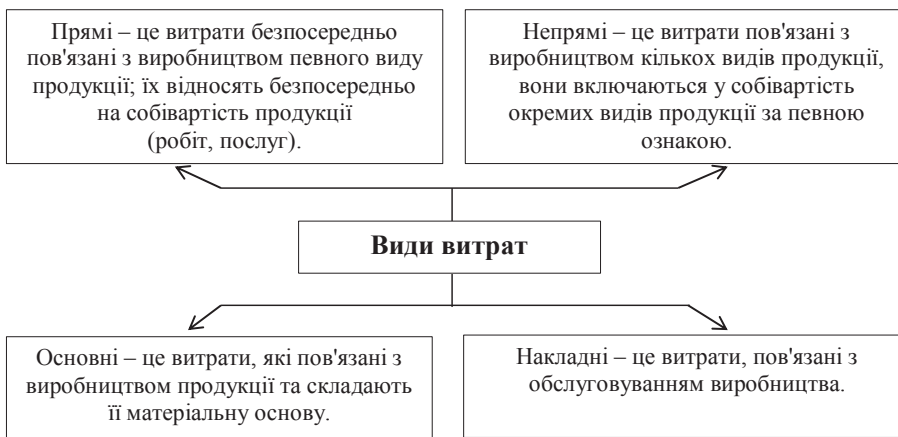 Прямі – це витрати безпосередньо
пов'язані з виробництвом певного виду
продукції; їх відносять безпосередньо
на собівартість продукції
(робіт, послуг).
Непрямі – це витрати пов'язані з
виробництвом кількох видів продукції,
вони включаються у собівартість
окремих видів продукції за певною
ознакою.
Види витрат
Основні – це витрати, які пов'язані з
виробництвом продукції та складають
її матеріальну основу.
Накладні – це витрати, пов'язані з
обслуговуванням виробництва.